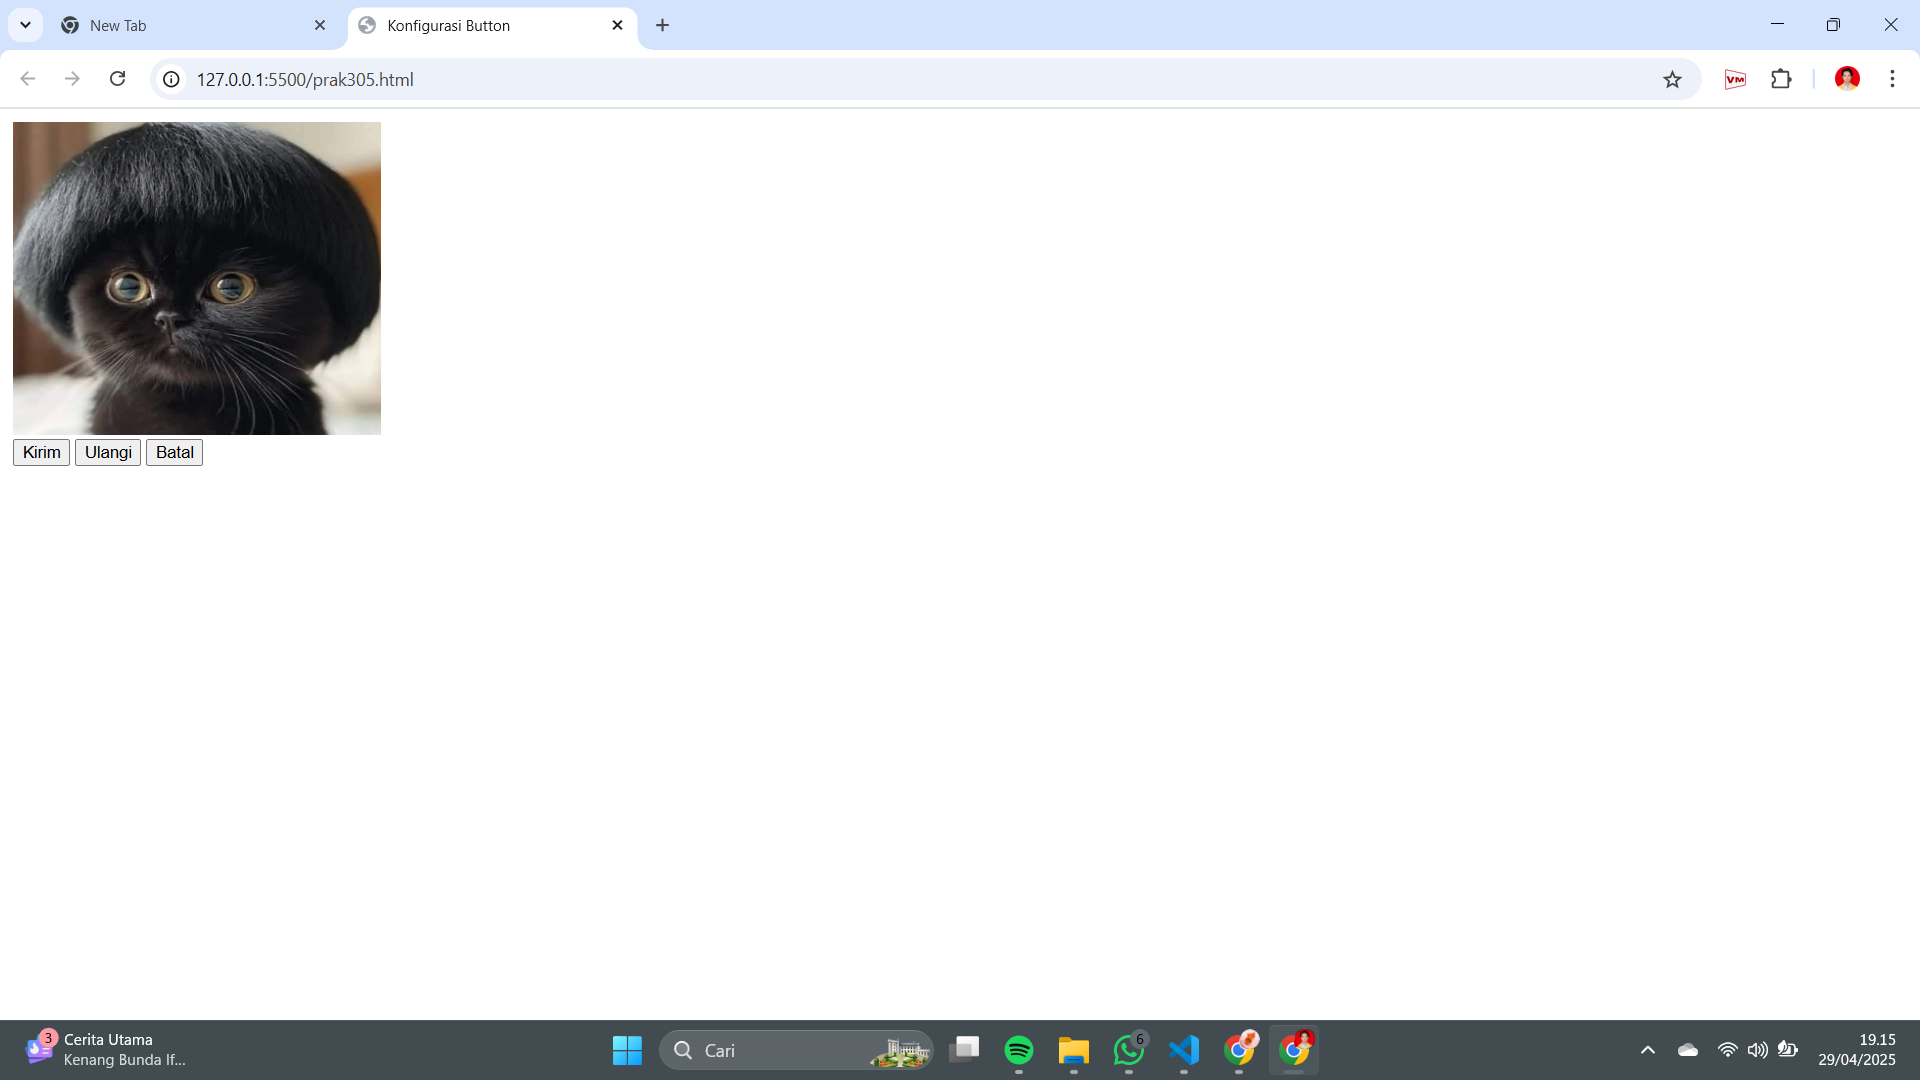 New Tab
Konfigurasi Button
127.0.0.1:5500/prak305.html
VM
Kirim Ulangi Batal
3
Cerita Utama
Kenang Bunda If...
Cari
6
19.15
29/04/2025